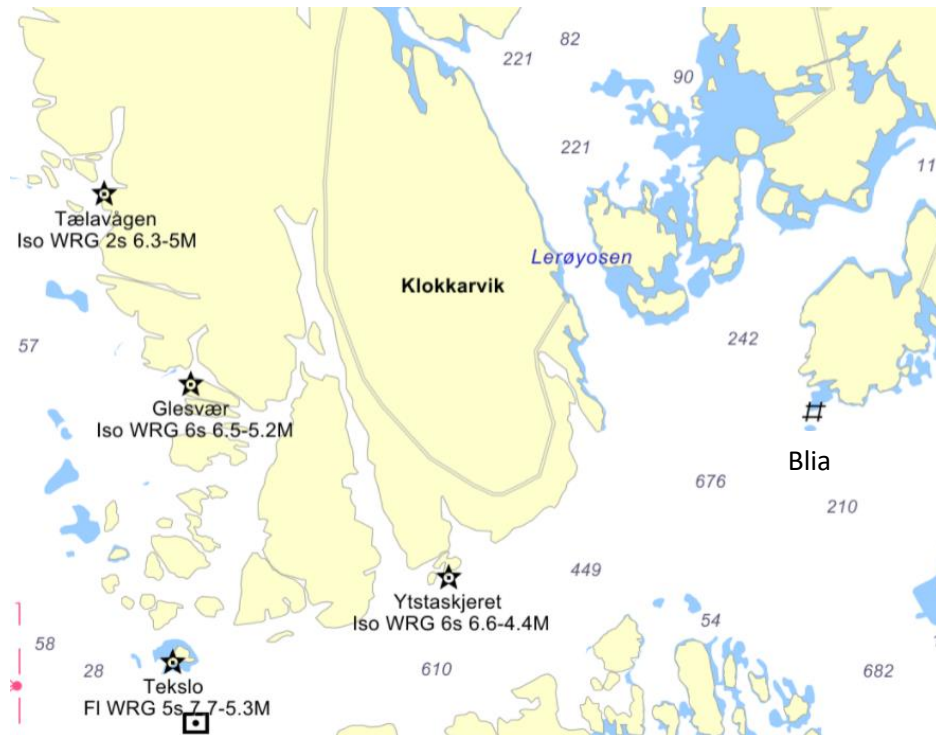 82
221
90
221
11
Tælavågen
Iso WRG 2s 6.3-5M
Lerøyosen
Klokkarvik
57
242
Glesvær
Iso WRG 6s 6.5-5.2M
Blia
676
210
449
Ytstaskjeret
Iso WRG 6s 6.6-4.4M
54
58
28
610
682
Tekslo
Fl WRG 5s 7.7-5.3M